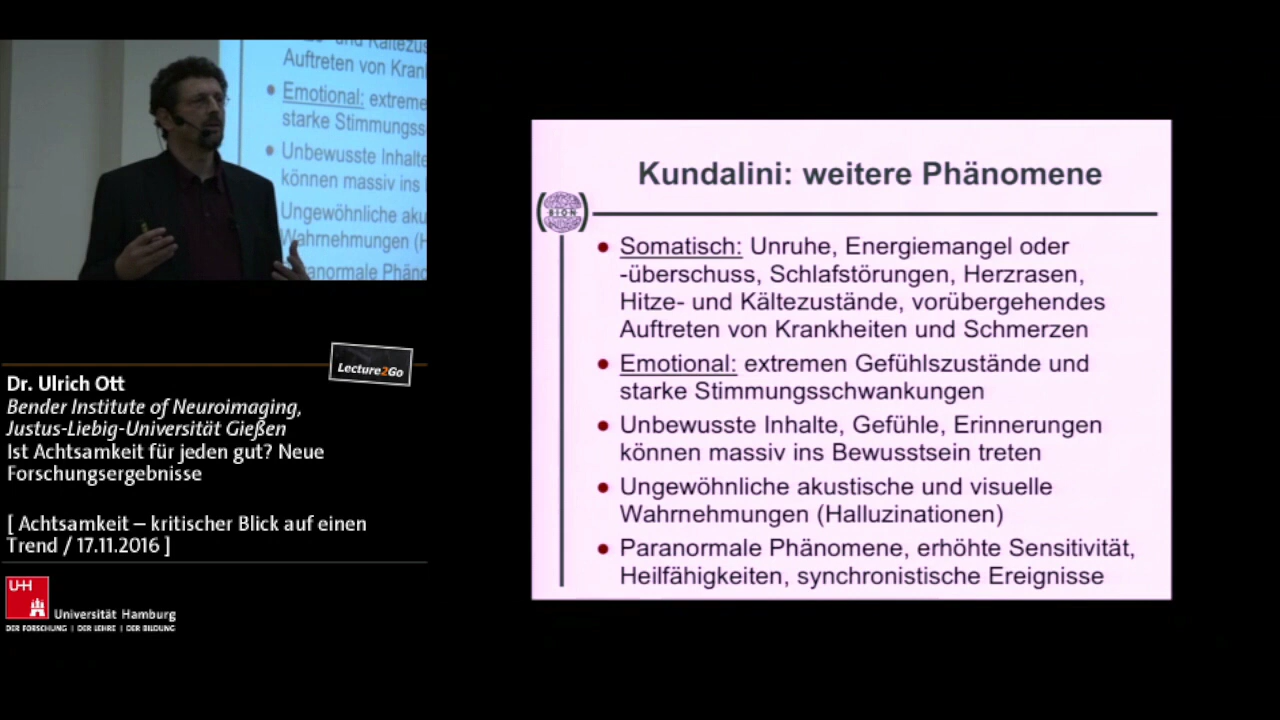 ze- und Kältezus
Auftreten von Kran
Emotional: extreme
starke Stimmungss
Unbewusste Inhalte
können massiv ins
Ungewöhnliche aku
Wahrnehmungen (H
ranormale Phäno
Lecture2Go
Dr. Ulrich Ott
Bender Institute of Neuroimaging,
Justus-Liebig-Universität Gießen
Ist Achtsamkeit für jeden gut? Neue
Forschungsergebnisse
[ Achtsamkeit – kritischer Blick auf einen
Trend / 17.11.2016 ]
UHH
Universität Hamburg
DER FORSCHUNG | DER LEHRE | DER BILDUNG
Kundalini: weitere Phänomene
BION
• Somatisch: Unruhe, Energiemangel oder
-überschuss, Schlafstörungen, Herzrasen,
Hitze- und Kältezustände, vorübergehendes
Auftreten von Krankheiten und Schmerzen
• Emotional: extremen Gefühlszustände und
starke Stimmungsschwankungen
• Unbewusste Inhalte, Gefühle, Erinnerungen
können massiv ins Bewusstsein treten
• Ungewöhnliche akustische und visuelle
Wahrnehmungen (Halluzinationen)
• Paranormale Phänomene, erhöhte Sensitivität,
Heilfähigkeiten, synchronistische Ereignisse